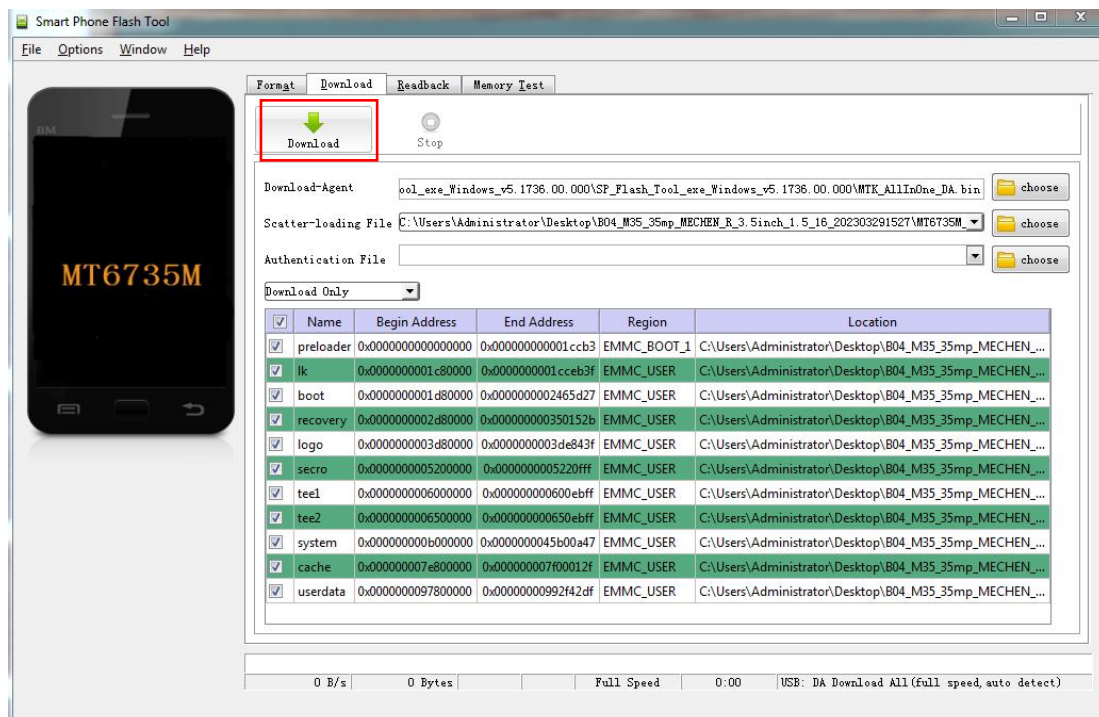 Smart Phone Flash Tool
File Options Window Help
BM
MT6735M
Format Download Readback Memory Test
Download Stop
Download-Agent ool_exe_Windows_v5.1736.00.000\SP_Flash_Tool_exe_Windows_v5.1736.00.000\MTK_AllInOne_DA.bin choose
Scatter-loading File C:\Users\Administrator\Desktop\B04_M35_35mp_MECHEN_R_3.5inch_1.5_16_202303291527\MT6735M_ choose
Authentication File choose
Download Only
Name Begin Address End Address Region Location
preloader 0x0000000000000000 0x000000000001ccb3 EMMC_BOOT_1 C:\Users\Administrator\Desktop\B04_M35_35mp_MECHEN_...
lk 0x0000000001c80000 0x0000000001cceb3f EMMC_USER C:\Users\Administrator\Desktop\B04_M35_35mp_MECHEN_...
boot 0x0000000001d80000 0x0000000002465d27 EMMC_USER C:\Users\Administrator\Desktop\B04_M35_35mp_MECHEN_...
recovery 0x0000000002d80000 0x000000000350152b EMMC_USER C:\Users\Administrator\Desktop\B04_M35_35mp_MECHEN_...
logo 0x0000000003d80000 0x0000000003de843f EMMC_USER C:\Users\Administrator\Desktop\B04_M35_35mp_MECHEN_...
secro 0x0000000005200000 0x0000000005220fff EMMC_USER C:\Users\Administrator\Desktop\B04_M35_35mp_MECHEN_...
tee1 0x0000000006000000 0x000000000600ebff EMMC_USER C:\Users\Administrator\Desktop\B04_M35_35mp_MECHEN_...
tee2 0x0000000006500000 0x000000000650ebff EMMC_USER C:\Users\Administrator\Desktop\B04_M35_35mp_MECHEN_...
system 0x000000000b000000 0x0000000045b00a47 EMMC_USER C:\Users\Administrator\Desktop\B04_M35_35mp_MECHEN_...
cache 0x000000007e800000 0x000000007f00012f EMMC_USER C:\Users\Administrator\Desktop\B04_M35_35mp_MECHEN_...
userdata 0x0000000097800000 0x00000000992f42df EMMC_USER C:\Users\Administrator\Desktop\B04_M35_35mp_MECHEN_...
0 B/s 0 Bytes Full Speed 0:00 USB: DA Download All(full speed,auto detect)